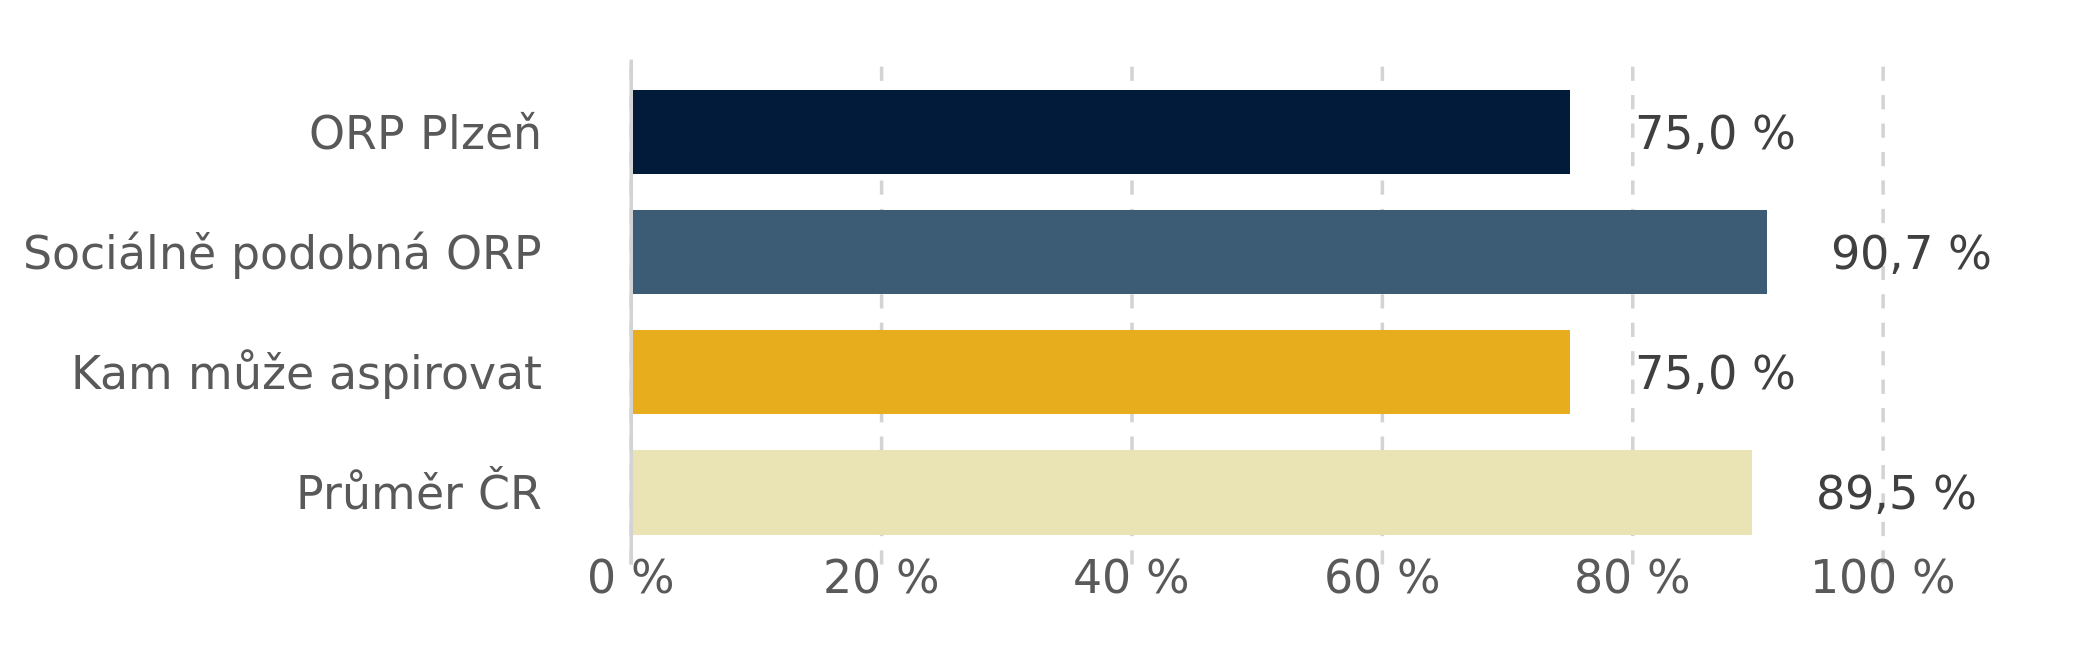 ORP Plzeň 75,0 %
Sociálně podobná ORP 90,7 %
Kam může aspirovat 75,0 %
Průměr ČR 89,5 %
0 % 20 % 40 % 60 % 80 % 100 %